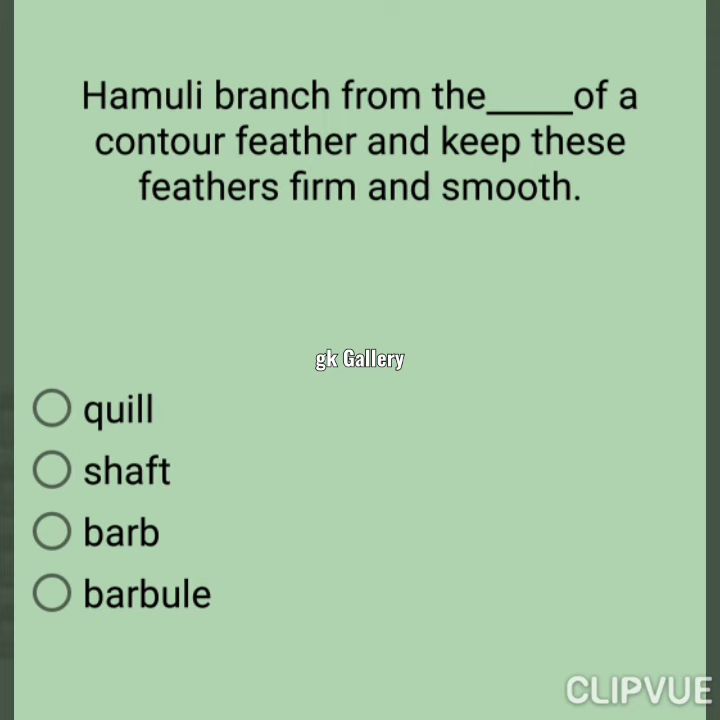 Hamuli branch from the_____of a
contour feather and keep these
feathers firm and smooth.
gk Gallery
quill
shaft
barb
barbule
CLIPVUE